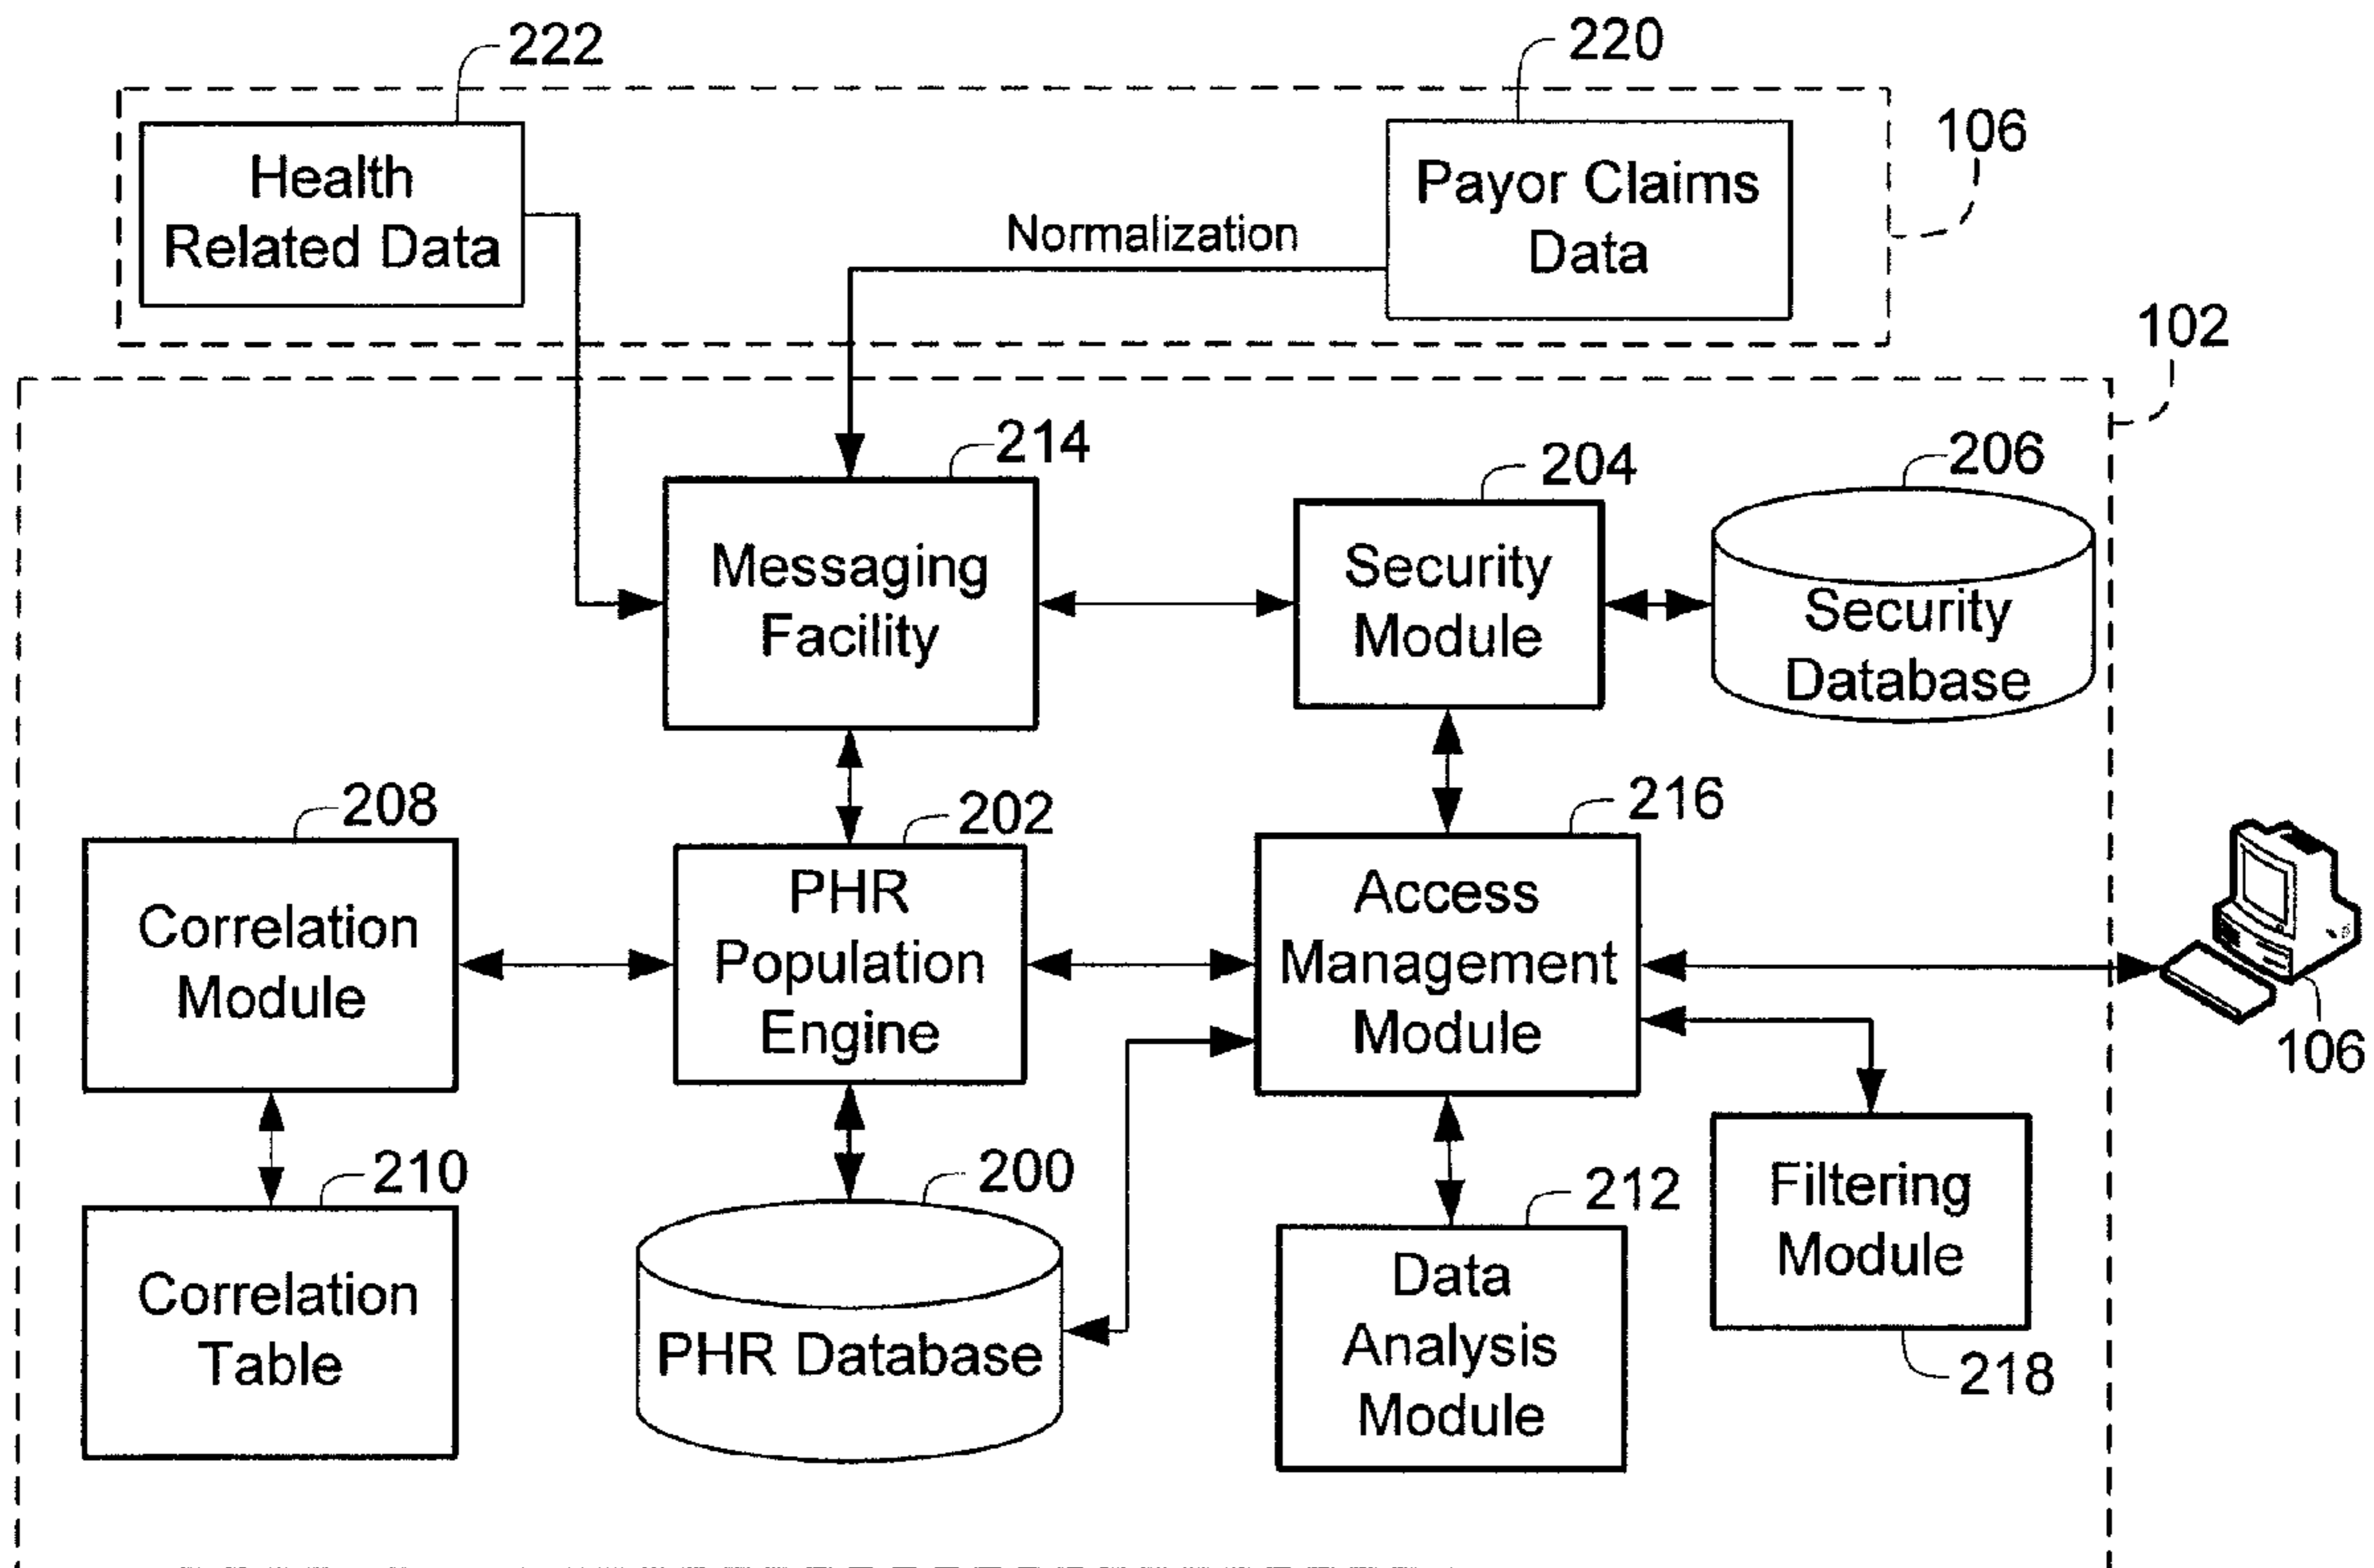 222
220
106
Health
Related Data
Payor Claims
Data
Normalization
102
214
204
206
Messaging
Facility
Security
Module
Security
Database
208
202
216
Correlation
Module
PHR
Population
Engine
Access
Management
Module
106
210
200
212
218
Correlation
Table
PHR Database
Data
Analysis
Module
Filtering
Module